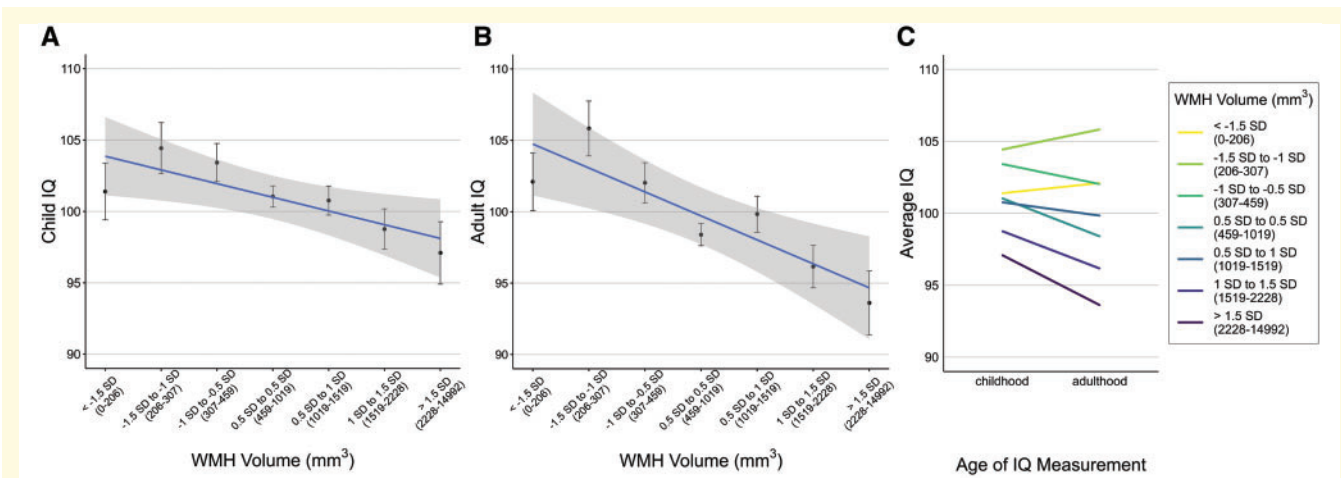 A
Child IQ
110
105
100
95
90
< -1.5 SD
(0-206)
-1.5 SD to -1 SD
(206-307)
-1 SD to -0.5 SD
(307-459)
0.5 SD to 0.5 SD
(459-1019)
0.5 SD to 1 SD
(1019-1519)
1 SD to 1.5 SD
(1519-2228)
> 1.5 SD
(2228-14992)
WMH Volume (mm³)
B
Adult IQ
110
105
100
95
90
< -1.5 SD
(0-206)
-1.5 SD to -1 SD
(206-307)
-1 SD to -0.5 SD
(307-459)
0.5 SD to 0.5 SD
(459-1019)
0.5 SD to 1 SD
(1019-1519)
1 SD to 1.5 SD
(1519-2228)
> 1.5 SD
(2228-14992)
WMH Volume (mm³)
C
Average IQ
110
105
100
95
90
childhood
adulthood
Age of IQ Measurement
WMH Volume (mm³)
< -1.5 SD
(0-206)
-1.5 SD to -1 SD
(206-307)
-1 SD to -0.5 SD
(307-459)
0.5 SD to 0.5 SD
(459-1019)
0.5 SD to 1 SD
(1019-1519)
1 SD to 1.5 SD
(1519-2228)
> 1.5 SD
(2228-14992)